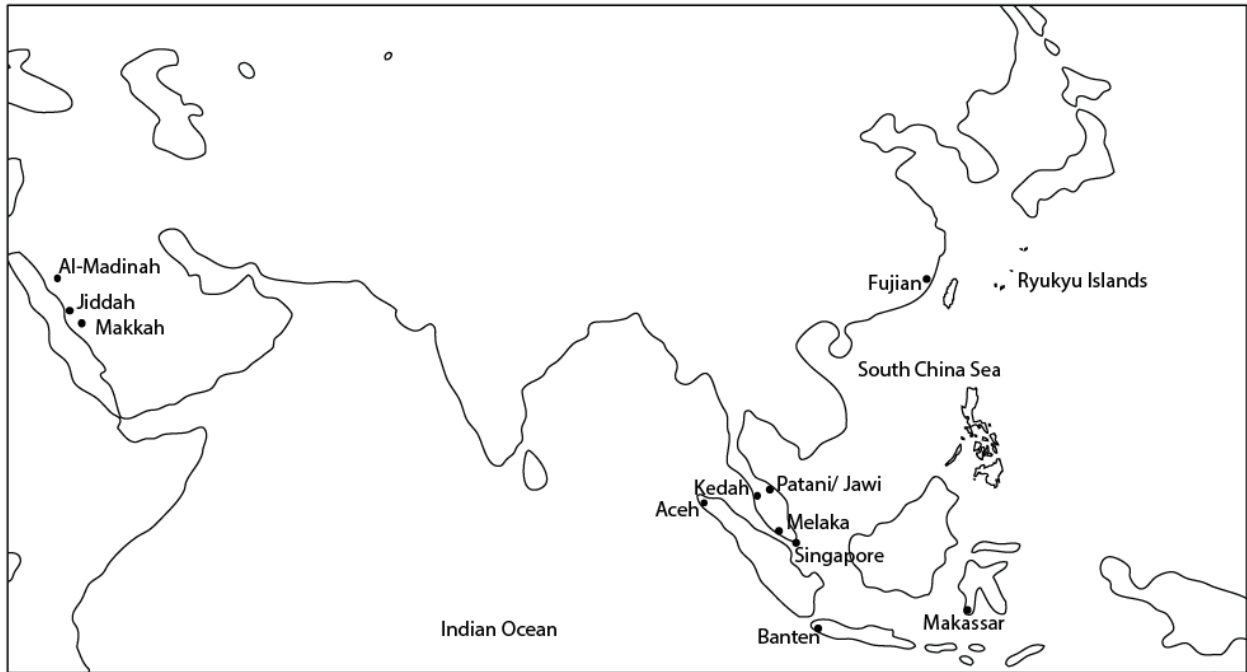 Al-Madinah
Jiddah
Makkah
Fujian
Ryukyu Islands
South China Sea
Kedah
Patani/ Jawi
Aceh
Melaka
Singapore
Indian Ocean
Banten
Makassar